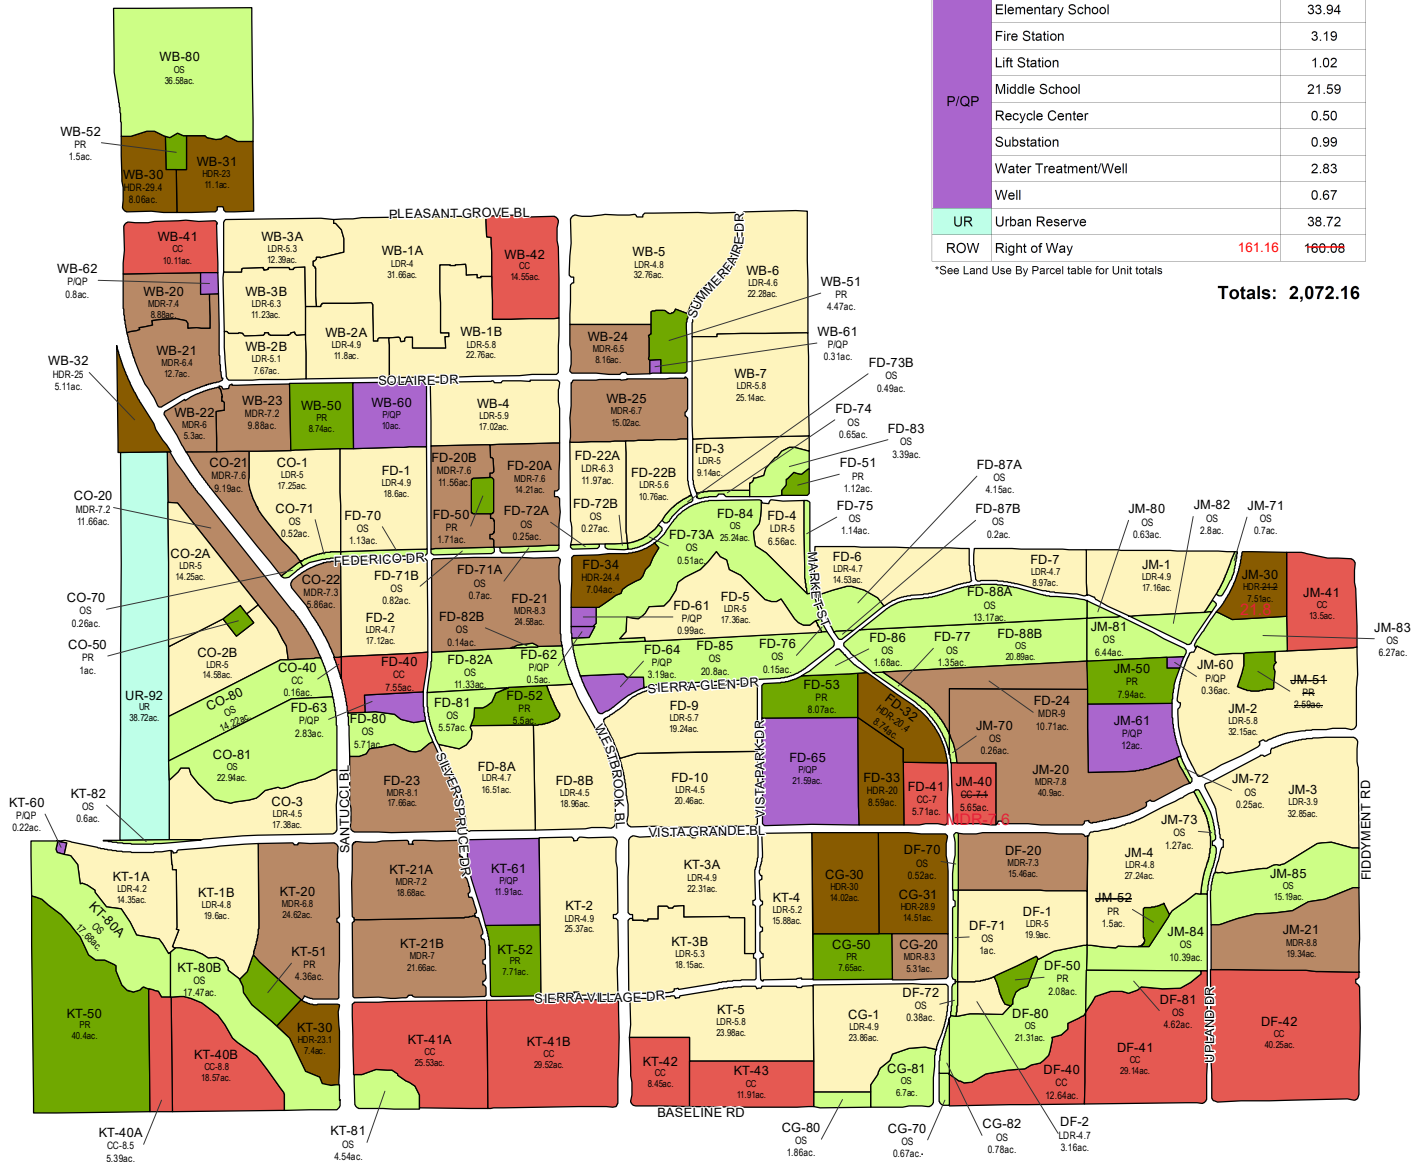 Elementary School 33.94
Fire Station 3.19
Lift Station 1.02
Middle School 21.59
P/QP
Recycle Center 0.50
Substation 0.99
Water Treatment/Well 2.83
Well 0.67
UR Urban Reserve 38.72
ROW Right of Way 161.16 160.08
*See Land Use By Parcel table for Unit totals
Totals: 2,072.16
WB-80
OS
36.58ac.
WB-52
PR
1.5ac.
WB-30
HDR-29.4
8.06ac.
WB-31
HDR-23
11.1ac.
PLEASANT GROVE BL
WB-41
CC
10.11ac.
WB-62
P/QP
0.8ac.
WB-20
MDR-7.4
8.88ac.
WB-21
MDR-6.4
12.7ac.
WB-32
HDR-25
5.11ac.
WB-3A
LDR-5.3
12.39ac.
WB-3B
LDR-6.3
11.23ac.
WB-2B
LDR-5.1
7.67ac.
WB-2A
LDR-4.9
11.8ac.
WB-1A
LDR-4
31.66ac.
WB-1B
LDR-5.8
22.76ac.
WB-42
CC
14.55ac.
WB-5
LDR-4.8
32.76ac.
SUMMERFAIRE DR
WB-6
LDR-4.6
22.28ac.
WB-51
PR
4.47ac.
WB-61
P/QP
0.31ac.
WB-24
MDR-6.5
8.16ac.
WB-7
LDR-5.8
25.14ac.
SOLAIRE DR
WB-22
MDR-6
5.3ac.
WB-23
MDR-7.2
9.88ac.
WB-50
PR
8.74ac.
WB-60
P/QP
10ac.
WB-4
LDR-5.9
17.02ac.
WB-25
MDR-6.7
15.02ac.
FD-73B
OS
0.49ac.
FD-74
OS
0.65ac.
FD-83
OS
3.39ac.
FD-51
PR
1.12ac.
FD-75
OS
1.14ac.
FD-87A
OS
4.15ac.
FD-87B
OS
0.2ac.
JM-80
OS
0.63ac.
JM-82
OS
2.8ac.
JM-71
OS
0.7ac.
CO-21
MDR-7.6
9.19ac.
CO-1
LDR-5
17.25ac.
FD-1
LDR-4.9
18.6ac.
FD-20B
MDR-7.6
11.56ac.
FD-20A
MDR-7.6
14.21ac.
FD-22A
LDR-6.3
11.97ac.
FD-22B
LDR-5.6
10.76ac.
FD-3
LDR-5
9.14ac.
CO-20
MDR-7.2
11.66ac.
CO-71
OS
0.52ac.
FD-70
OS
1.13ac.
FD-50
PR
1.71ac.
FD-72A
OS
0.25ac.
FD-72B
OS
0.27ac.
FD-73A
OS
0.51ac.
FD-84
OS
25.24ac.
FD-4
LDR-5
6.56ac.
MARKET ST
FEDERICO DR
CO-2A
LDR-5
14.25ac.
CO-22
MDR-7.3
5.86ac.
FD-71B
OS
0.82ac.
FD-71A
OS
0.7ac.
FD-34
HDR-24.4
7.04ac.
FD-6
LDR-4.7
14.53ac.
FD-7
LDR-4.7
8.97ac.
JM-1
LDR-4.9
17.16ac.
JM-30
HDR-21.2
21.8
7.51ac.
JM-41
CC
13.5ac.
JM-83
OS
6.27ac.
CO-70
OS
0.26ac.
CO-50
PR
1ac.
CO-2B
LDR-5
14.58ac.
FD-2
LDR-4.7
17.12ac.
FD-21
MDR-8.3
24.58ac.
FD-82B
OS
0.14ac.
FD-61
P/QP
0.99ac.
FD-5
LDR-5
17.36ac.
FD-88A
OS
13.17ac.
FD-88B
OS
20.89ac.
JM-81
OS
6.44ac.
CO-40
CC
0.16ac.
CO-80
OS
14.22ac.
FD-40
CC
7.55ac.
FD-82A
OS
11.33ac.
FD-62
P/QP
0.5ac.
FD-64
P/QP
3.19ac.
FD-85
OS
20.8ac.
FD-76
OS
0.15ac.
FD-86
OS
1.68ac.
FD-77
OS
1.35ac.
JM-50
PR
7.94ac.
JM-60
P/QP
0.36ac.
JM-51
PR
2.59ac.
JM-2
LDR-5.8
32.15ac.
UR-92
UR
38.72ac.
FD-63
P/QP
2.83ac.
FD-80
OS
5.71ac.
FD-81
OS
5.57ac.
FD-52
PR
5.5ac.
SIERRA GLEN DR
FD-9
LDR-5.7
19.24ac.
FD-53
PR
8.07ac.
FD-32
HDR-20.4
8.74ac.
FD-24
MDR-9
10.71ac.
JM-61
P/QP
12ac.
CO-81
OS
22.94ac.
CO-3
LDR-4.5
17.38ac.
SANTUCCI BL
FD-23
MDR-8.1
17.66ac.
SILVER SPRUCE DR
FD-8A
LDR-4.7
16.51ac.
FD-8B
LDR-4.5
18.96ac.
WESTBROOK BL
FD-10
LDR-4.5
20.46ac.
VISTA PARK DR
FD-65
P/QP
21.59ac.
FD-33
HDR-20
8.59ac.
FD-41
CC-7
5.71ac.
JM-70
OS
0.26ac.
JM-40
CC-7.1
5.65ac.
MDR-7.6
JM-20
MDR-7.8
40.9ac.
JM-72
OS
0.25ac.
JM-3
LDR-3.9
32.85ac.
JM-73
OS
1.27ac.
FIDDYMENT RD
KT-60
P/QP
0.22ac.
KT-82
OS
0.6ac.
VISTA GRANDE BL
KT-1A
LDR-4.2
14.35ac.
KT-1B
LDR-4.8
19.6ac.
KT-20
MDR-6.8
24.62ac.
KT-21A
MDR-7.2
18.68ac.
KT-61
P/QP
11.91ac.
KT-2
LDR-4.9
25.37ac.
KT-3A
LDR-4.9
22.31ac.
KT-4
LDR-5.2
15.88ac.
CG-30
HDR-30
14.02ac.
DF-70
OS
0.52ac.
CG-31
HDR-28.9
14.51ac.
DF-20
MDR-7.3
15.46ac.
JM-4
LDR-4.8
27.24ac.
JM-52
PR
1.5ac.
JM-85
OS
15.19ac.
KT-80A
OS
17.68ac.
KT-80B
OS
17.47ac.
KT-51
PR
4.36ac.
KT-21B
MDR-7
21.66ac.
KT-52
PR
7.71ac.
KT-3B
LDR-5.3
18.15ac.
CG-50
PR
7.65ac.
CG-20
MDR-8.3
5.31ac.
DF-71
OS
1ac.
DF-1
LDR-5
19.9ac.
JM-84
OS
10.39ac.
JM-21
MDR-8.8
19.34ac.
DF-50
PR
2.08ac.
SIERRA VILLAGE DR
KT-50
PR
40.4ac.
KT-40B
CC-8.8
18.57ac.
KT-30
HDR-23.1
7.4ac.
KT-41A
CC
25.53ac.
KT-41B
CC
29.52ac.
KT-5
LDR-5.8
23.98ac.
KT-42
CC
8.45ac.
KT-43
CC
11.91ac.
CG-1
LDR-4.9
23.86ac.
DF-72
OS
0.38ac.
DF-80
OS
21.31ac.
DF-81
OS
4.62ac.
DF-41
CC
29.14ac.
DF-40
CC
12.64ac.
UPLAND DR
DF-42
CC
40.25ac.
CG-81
OS
6.7ac.
BASELINE RD
KT-40A
CC-8.5
5.39ac.
KT-81
OS
4.54ac.
CG-80
OS
1.86ac.
CG-70
OS
0.67ac.
CG-82
OS
0.78ac.
DF-2
LDR-4.7
3.16ac.